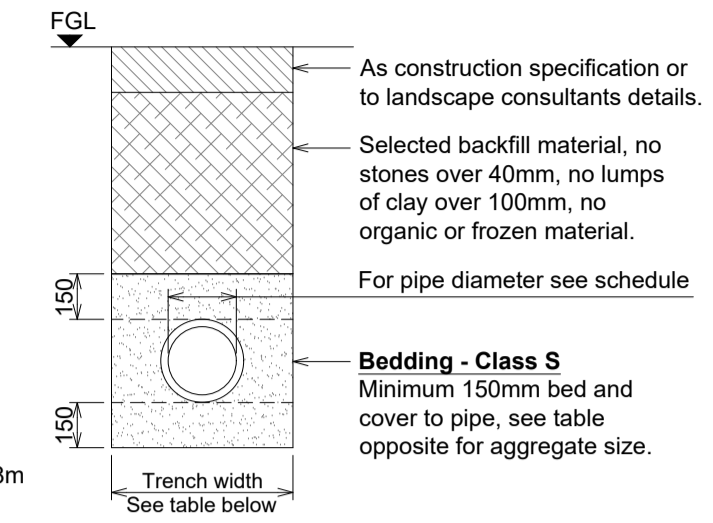 FGL
As construction specification or
to landscape consultants details.
Selected backfill material, no
stones over 40mm, no lumps
of clay over 100mm, no
organic or frozen material.
For pipe diameter see schedule
150
Bedding - Class S
Minimum 150mm bed and
cover to pipe, see table
opposite for aggregate size.
150
Trench width
See table below